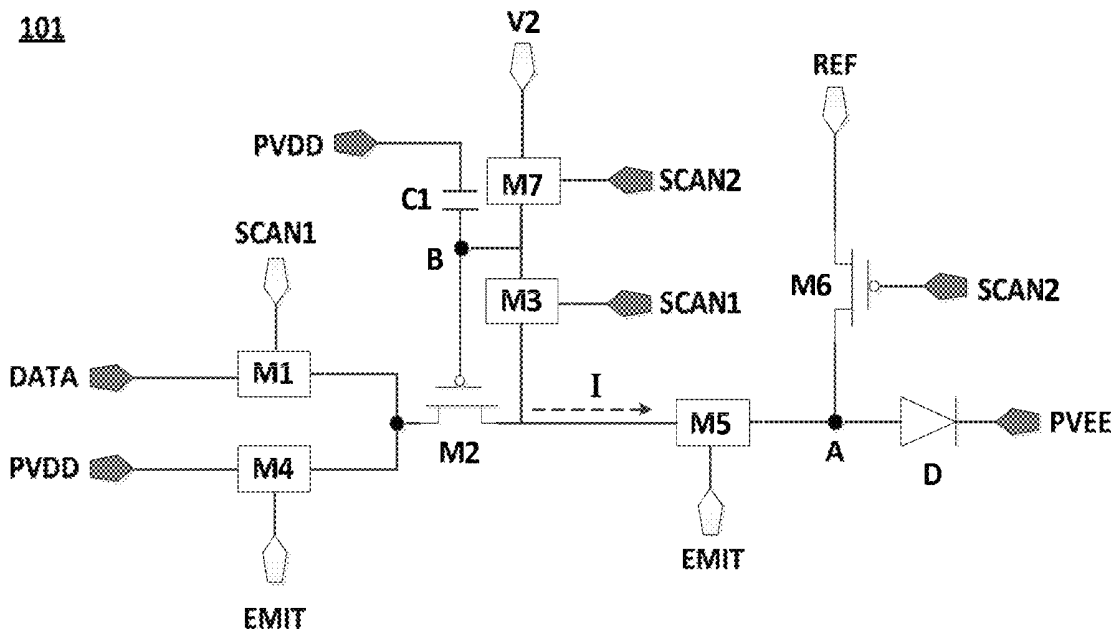 101
V2
REF
PVDD
M7
SCAN2
C1
SCAN1
B
M3
SCAN1
M6
SCAN2
DATA
M1
I
PVDD
M4
M2
M5
A
D
PVEE
EMIT
EMIT